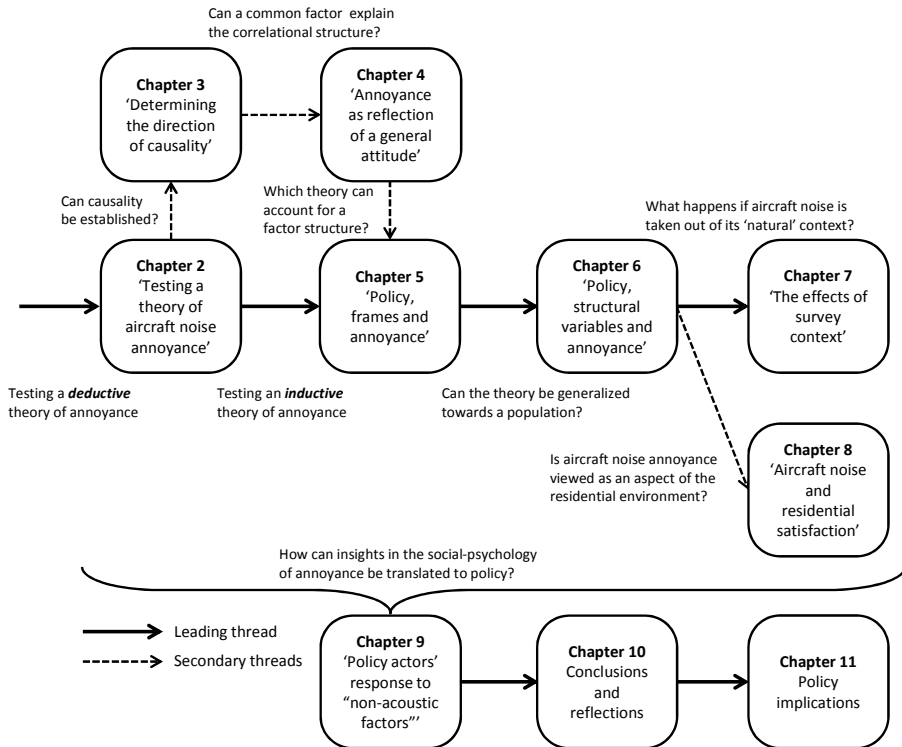 Can a common factor  explain
the correlational structure?
Chapter 3
‘Determining
the direction
of causality’
Chapter 4
‘Annoyance
as reflection
of a general
attitude’
Can causality
be established?
Which theory can
account for a
factor structure?
What happens if aircraft noise is
taken out of its ‘natural’ context?
Chapter 2
‘Testing a
theory of
aircraft noise
annoyance’
Chapter 5
‘Policy,
frames and
annoyance’
Chapter 6
‘Policy,
structural
variables and
annoyance’
Chapter 7
‘The effects of
survey
context’
Testing a deductive
theory of annoyance
Testing an inductive
theory of annoyance
Can the theory be generalized
towards a population?
Is aircraft noise annoyance
viewed as an aspect of the
residential environment?
Chapter 8
‘Aircraft noise
and
residential
satisfaction’
How can insights in the social-psychology
of annoyance be translated to policy?
Leading thread
Secondary threads
Chapter 9
‘Policy actors’
response to
“non-acoustic
factors”’
Chapter 10
Conclusions
and
reflections
Chapter 11
Policy
implications